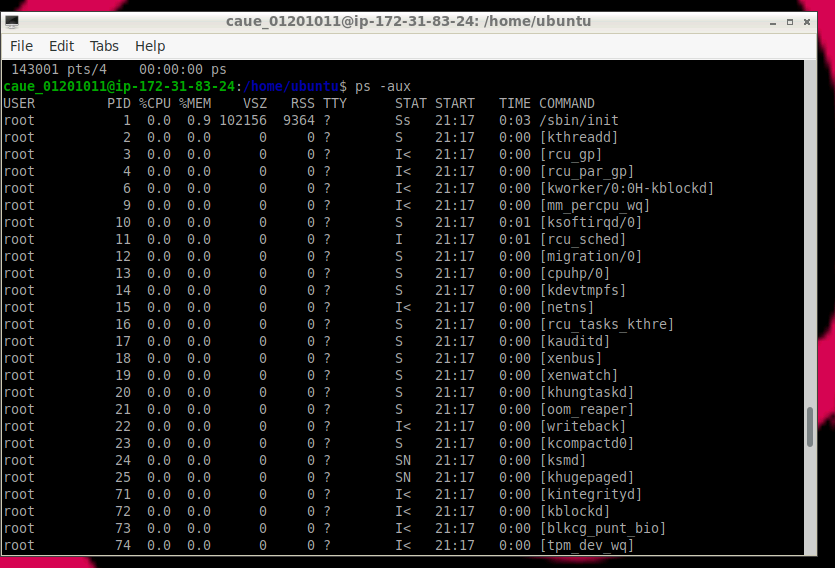 caue_01201011@ip-172-31-83-24: /home/ubuntu
File Edit Tabs Help
143001 pts/4 00:00:00 ps
caue_01201011@ip-172-31-83-24:/home/ubuntu$ ps -aux
USER PID %CPU %MEM VSZ RSS TTY STAT START TIME COMMAND
root 1 0.0 0.9 102156 9364 ? Ss 21:17 0:03 /sbin/init
root 2 0.0 0.0 0 0 ? S 21:17 0:00 [kthreadd]
root 3 0.0 0.0 0 0 ? I< 21:17 0:00 [rcu_gp]
root 4 0.0 0.0 0 0 ? I< 21:17 0:00 [rcu_par_gp]
root 6 0.0 0.0 0 0 ? I< 21:17 0:00 [kworker/0:0H-kblockd]
root 9 0.0 0.0 0 0 ? I< 21:17 0:00 [mm_percpu_wq]
root 10 0.0 0.0 0 0 ? S 21:17 0:01 [ksoftirqd/0]
root 11 0.0 0.0 0 0 ? I 21:17 0:01 [rcu_sched]
root 12 0.0 0.0 0 0 ? S 21:17 0:00 [migration/0]
root 13 0.0 0.0 0 0 ? S 21:17 0:00 [cpuhp/0]
root 14 0.0 0.0 0 0 ? S 21:17 0:00 [kdevtmpfs]
root 15 0.0 0.0 0 0 ? I< 21:17 0:00 [netns]
root 16 0.0 0.0 0 0 ? S 21:17 0:00 [rcu_tasks_kthre]
root 17 0.0 0.0 0 0 ? S 21:17 0:00 [kauditd]
root 18 0.0 0.0 0 0 ? S 21:17 0:00 [xenbus]
root 19 0.0 0.0 0 0 ? S 21:17 0:00 [xenwatch]
root 20 0.0 0.0 0 0 ? S 21:17 0:00 [khungtaskd]
root 21 0.0 0.0 0 0 ? S 21:17 0:00 [oom_reaper]
root 22 0.0 0.0 0 0 ? I< 21:17 0:00 [writeback]
root 23 0.0 0.0 0 0 ? S 21:17 0:00 [kcompactd0]
root 24 0.0 0.0 0 0 ? SN 21:17 0:00 [ksmd]
root 25 0.0 0.0 0 0 ? SN 21:17 0:00 [khugepaged]
root 71 0.0 0.0 0 0 ? I< 21:17 0:00 [kintegrityd]
root 72 0.0 0.0 0 0 ? I< 21:17 0:00 [kblockd]
root 73 0.0 0.0 0 0 ? I< 21:17 0:00 [blkcg_punt_bio]
root 74 0.0 0.0 0 0 ? I< 21:17 0:00 [tpm_dev_wq]